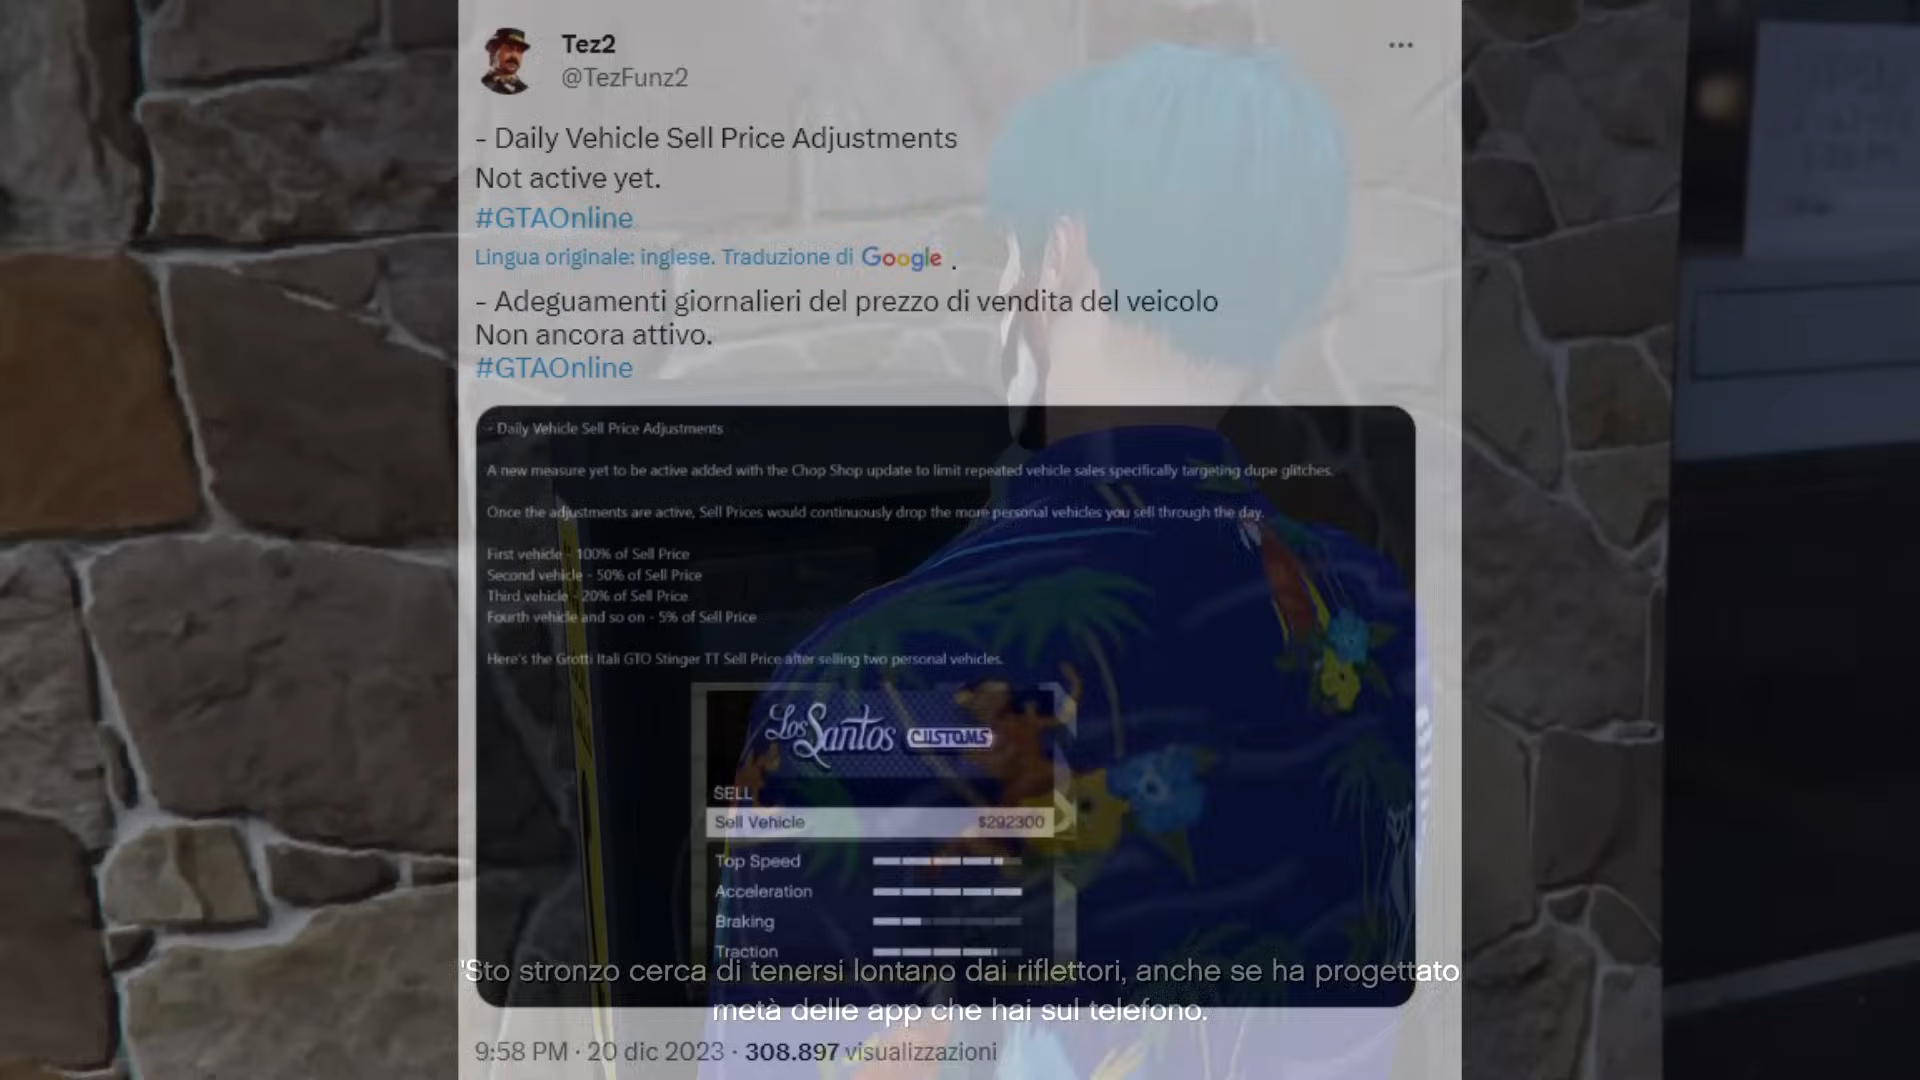 Tez2
@TezFunz2
- Daily Vehicle Sell Price Adjustments
Not active yet.
#GTAOnline
Lingua originale: inglese. Traduzione di Google .
- Adeguamenti giornalieri del prezzo di vendita del veicolo
Non ancora attivo.
#GTAOnline
- Daily Vehicle Sell Price Adjustments
A new measure yet to be active added with the Chop Shop update to limit repeated vehicle sales specifically targeting dupe glitches.
Once the adjustments are active, Sell Prices would continuously drop the more personal vehicles you sell through the day.
First vehicle - 100% of Sell Price
Second vehicle - 50% of Sell Price
Third vehicle - 20% of Sell Price
Fourth vehicle and so on - 5% of Sell Price
Here's the Grotti Itali GTO Stinger TT Sell Price after selling two personal vehicles.
Los Santos CUSTOMS
SELL
Sell Vehicle $292300
Top Speed
Acceleration
Braking
Traction
'Sto stronzo cerca di tenersi lontano dai riflettori, anche se ha progettato
metà delle app che hai sul telefono.
9:58 PM · 20 dic 2023 · 308.897 visualizzazioni